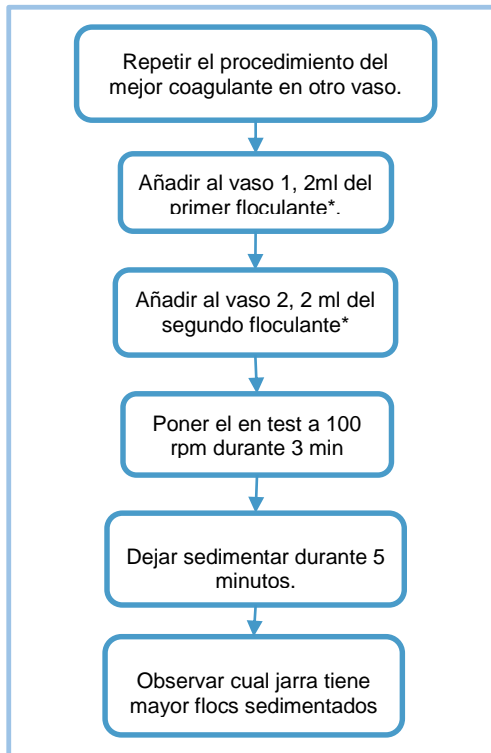 Repetir el procedimiento del
mejor coagulante en otro vaso.
Añadir al vaso 1, 2ml del
primer floculante*.
Añadir al vaso 2, 2 ml del
segundo floculante*
Poner el en test a 100
rpm durante 3 min
Dejar sedimentar durante 5
minutos.
Observar cual jarra tiene
mayor flocs sedimentados